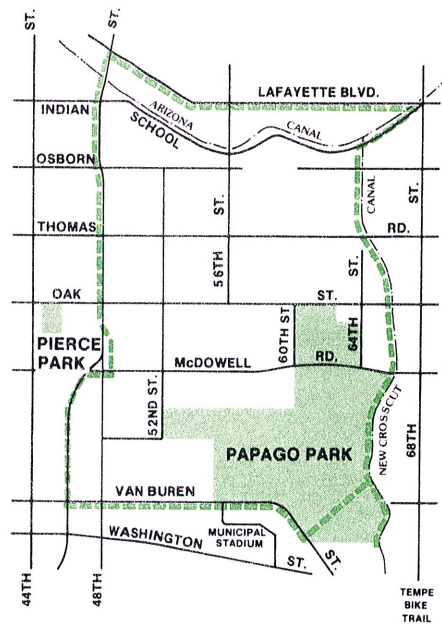 ST.
ST.
LAFAYETTE BLVD.
INDIAN
SCHOOL
ARIZONA
CANAL
OSBORN
ST.
CANAL
ST.
THOMAS
RD.
56TH
ST.
OAK
ST.
PIERCE
PARK
60TH ST
64TH
McDOWELL
RD.
52ND ST.
NEW CROSSCUT
68TH
PAPAGO PARK
VAN BUREN
WASHINGTON
ST.
MUNICIPAL
STADIUM
ST.
44TH
48TH
TEMPE
BIKE
TRAIL